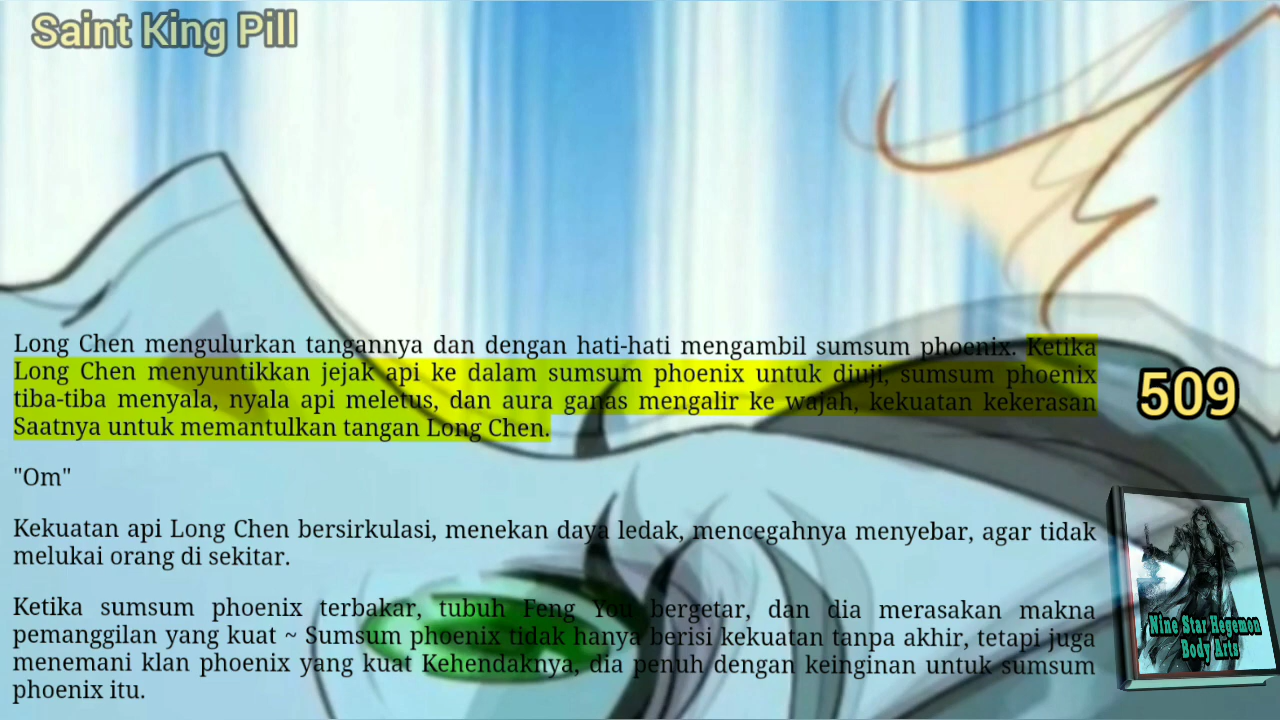 Saint King Pill
Long Chen mengulurkan tangannya dan dengan hati-hati mengambil sumsum phoenix. Ketika
Long Chen menyuntikkan jejak api ke dalam sumsum phoenix untuk diuji, sumsum phoenix
tiba-tiba menyala, nyala api meletus, dan aura ganas mengalir ke wajah, kekuatan kekerasan
Saatnya untuk memantulkan tangan Long Chen.
509
"Om"
Kekuatan api Long Chen bersirkulasi, menekan daya ledak, mencegahnya menyebar, agar tidak
melukai orang di sekitar.
Ketika sumsum phoenix terbakar, tubuh Feng You bergetar, dan dia merasakan makna
pemanggilan yang kuat ~ Sumsum phoenix tidak hanya berisi kekuatan tanpa akhir, tetapi juga
menemani klan phoenix yang kuat Kehendaknya, dia penuh dengan keinginan untuk sumsum
phoenix itu.
Nine Star Hegemon
Body Arts